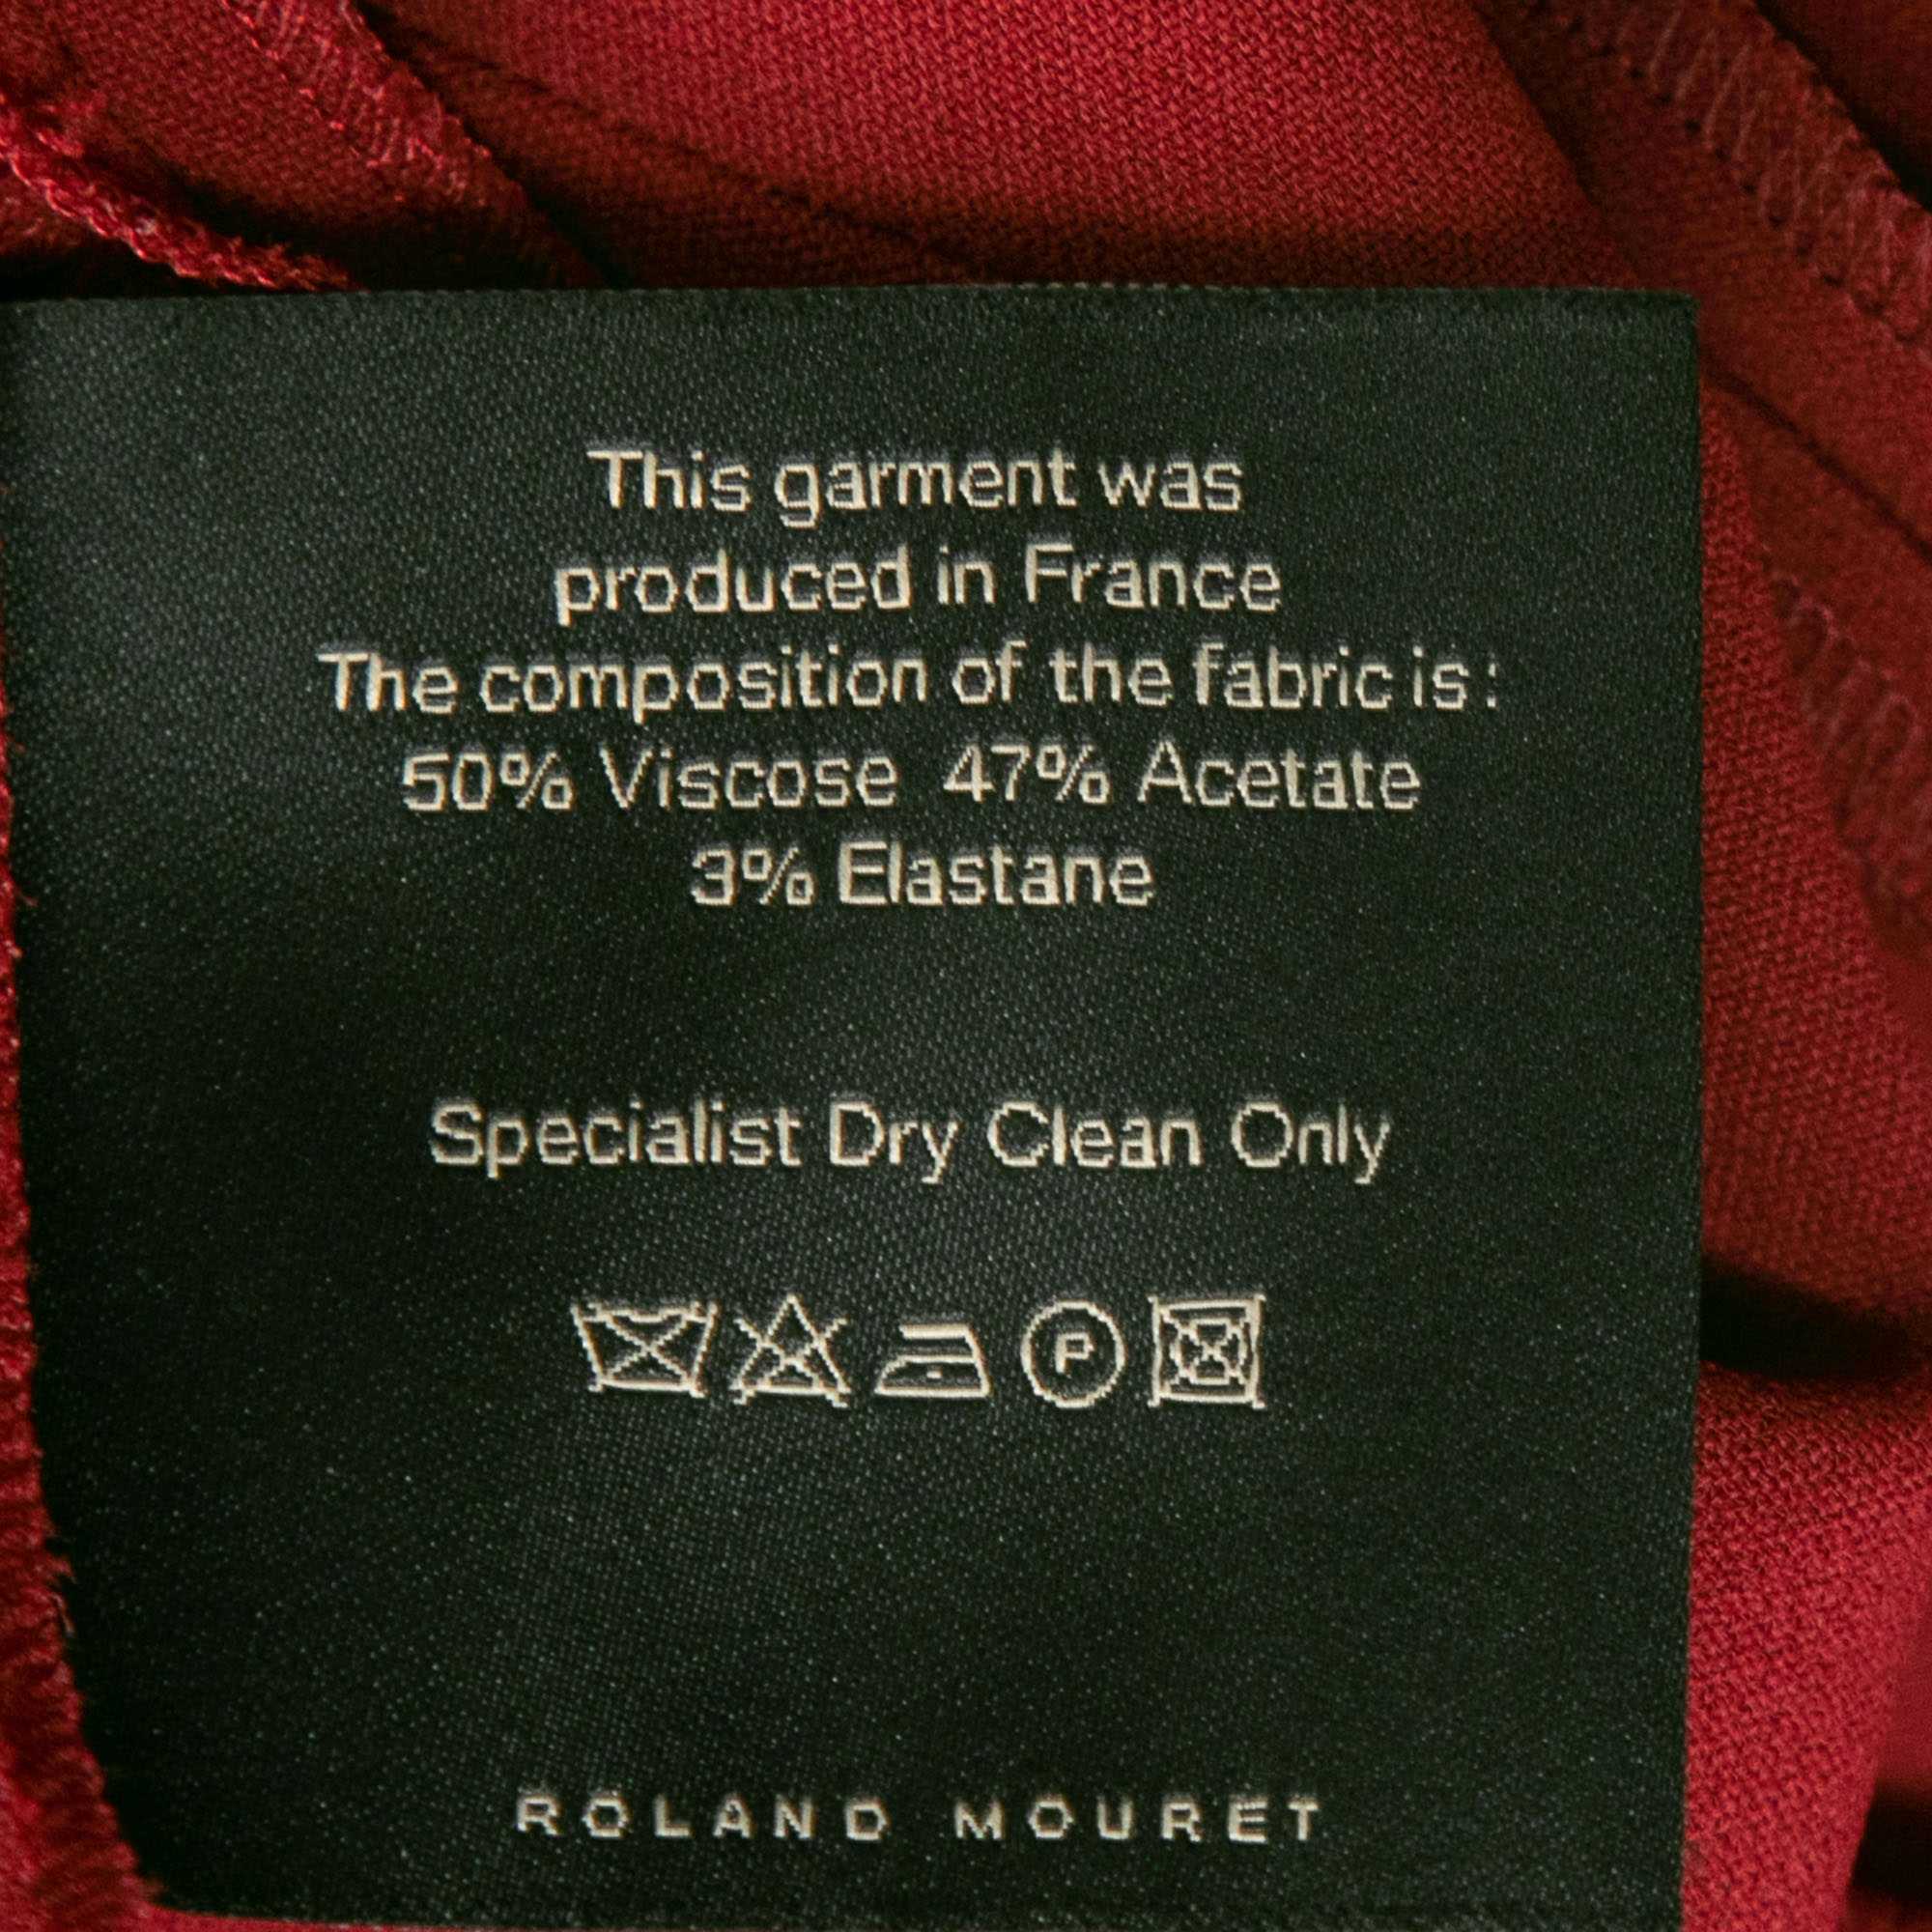 This garment was
produced in France
The composition of the fabric is :
50% Viscose 47% Acetate
3% Elastane
Specialist Dry Clean Only
P
ROLAND MOURET